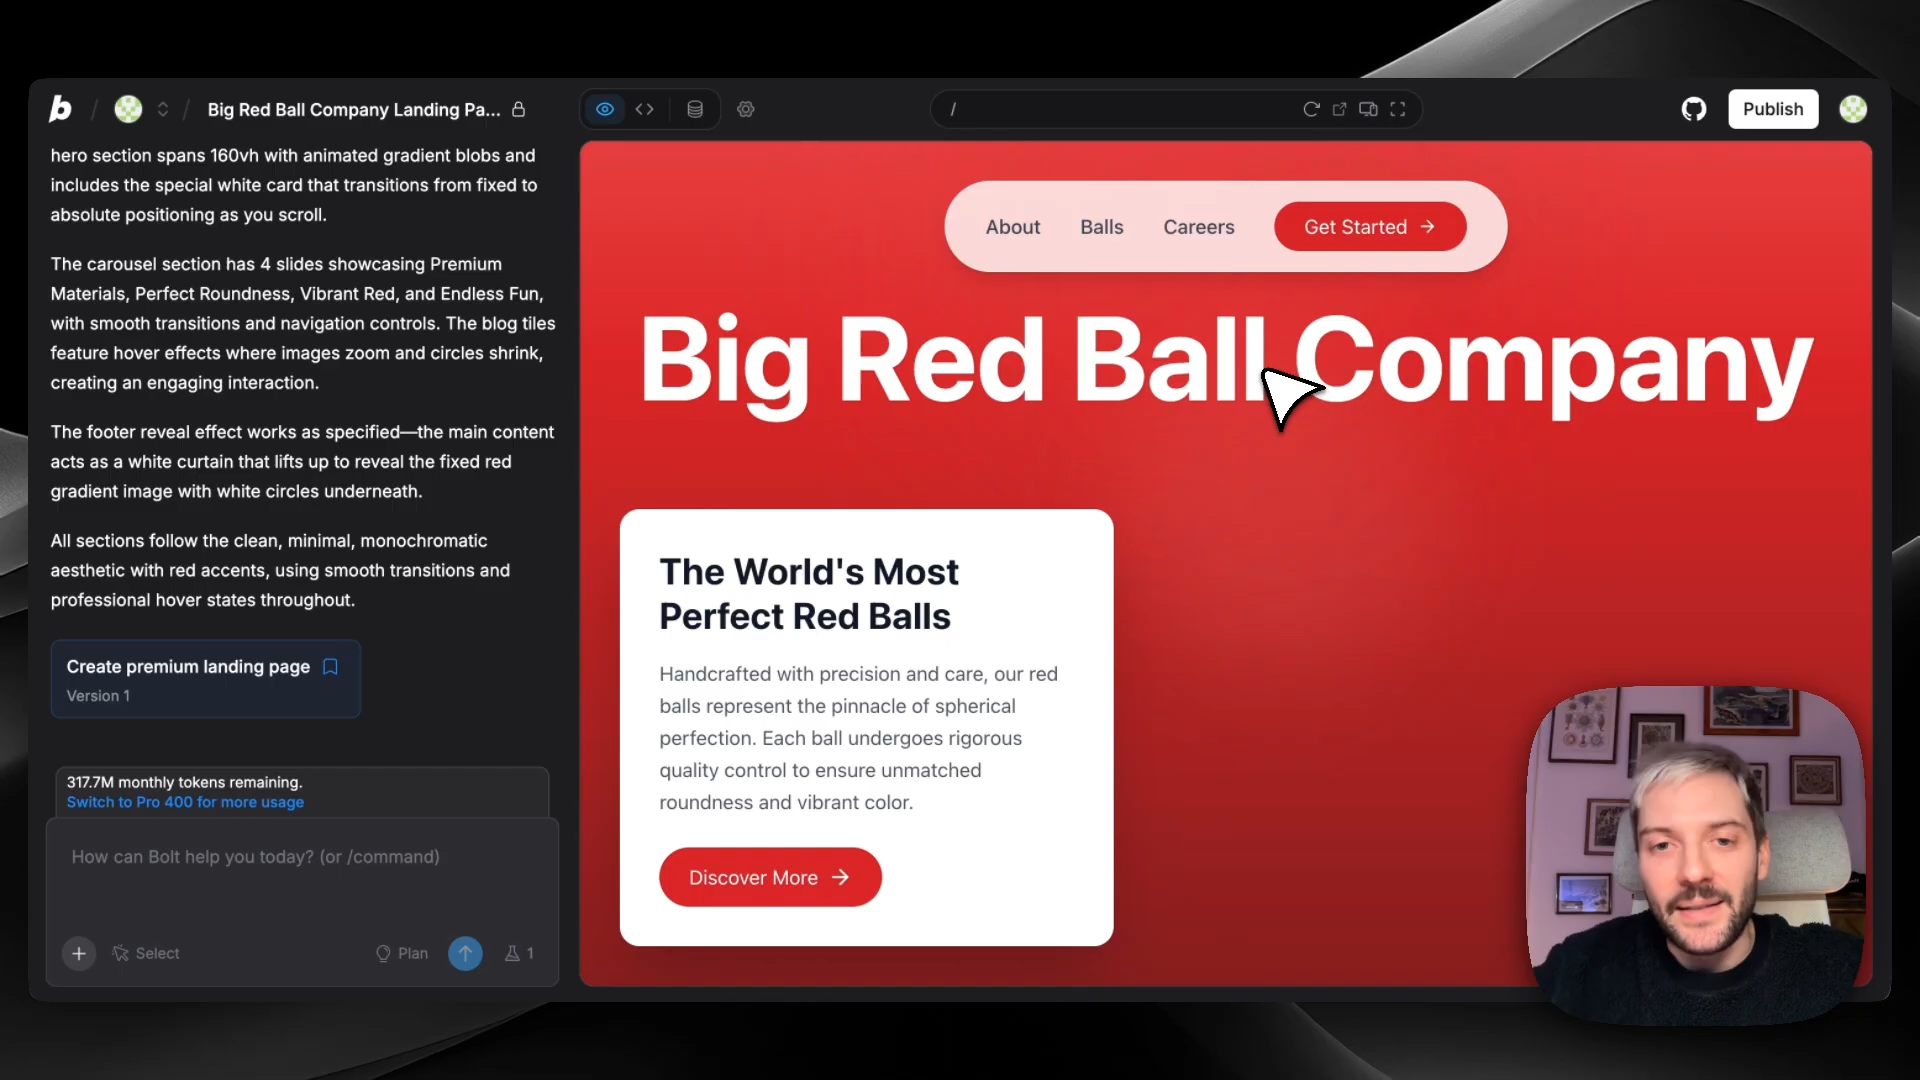 b / / Big Red Ball Company Landing Pa...
/
Publish
hero section spans 160vh with animated gradient blobs and
includes the special white card that transitions from fixed to
absolute positioning as you scroll.
The carousel section has 4 slides showcasing Premium
Materials, Perfect Roundness, Vibrant Red, and Endless Fun,
with smooth transitions and navigation controls. The blog tiles
feature hover effects where images zoom and circles shrink,
creating an engaging interaction.
The footer reveal effect works as specified—the main content
acts as a white curtain that lifts up to reveal the fixed red
gradient image with white circles underneath.
All sections follow the clean, minimal, monochromatic
aesthetic with red accents, using smooth transitions and
professional hover states throughout.
Create premium landing page
Version 1
317.7M monthly tokens remaining.
Switch to Pro 400 for more usage
How can Bolt help you today? (or /command)
Select
Plan
1
About
Balls
Careers
Get Started
Big Red Ball Company
The World's Most
Perfect Red Balls
Handcrafted with precision and care, our red
balls represent the pinnacle of spherical
perfection. Each ball undergoes rigorous
quality control to ensure unmatched
roundness and vibrant color.
Discover More